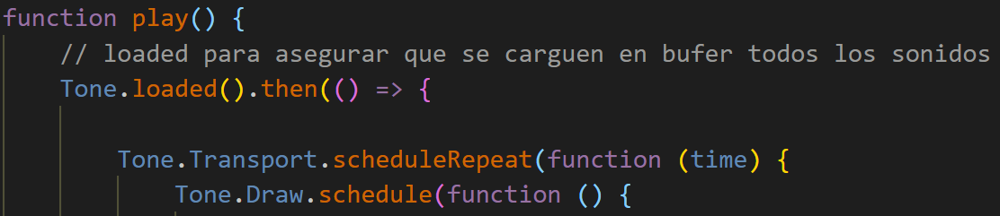 function play() {
// loaded para asegurar que se carguen en bufer todos los sonidos
Tone.loaded().then(() => {
Tone.Transport.scheduleRepeat(function (time) {
Tone.Draw.schedule(function () {